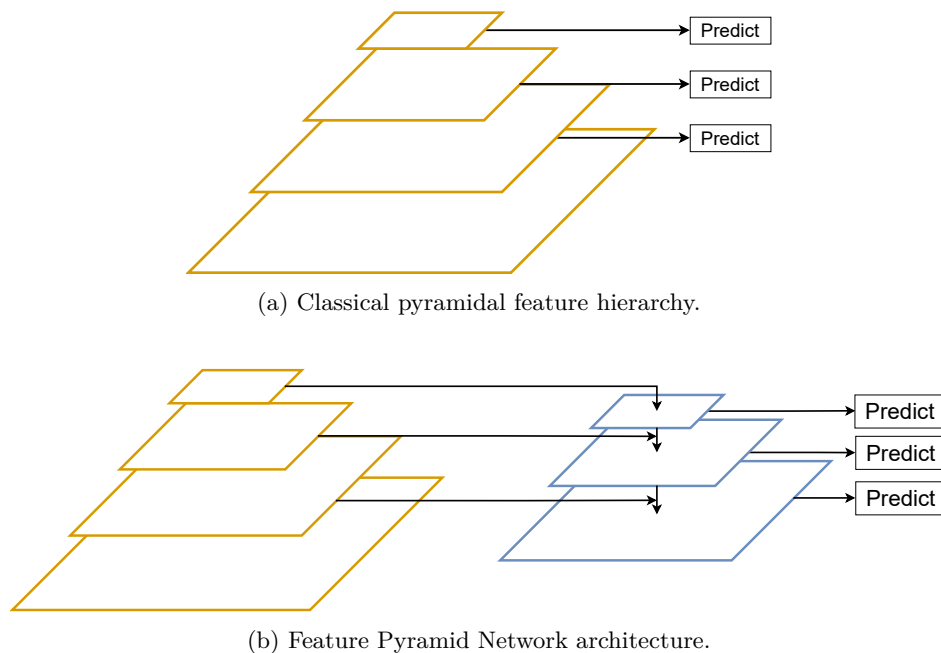 Predict
Predict
Predict
(a) Classical pyramidal feature hierarchy.
Predict
Predict
Predict
(b) Feature Pyramid Network architecture.